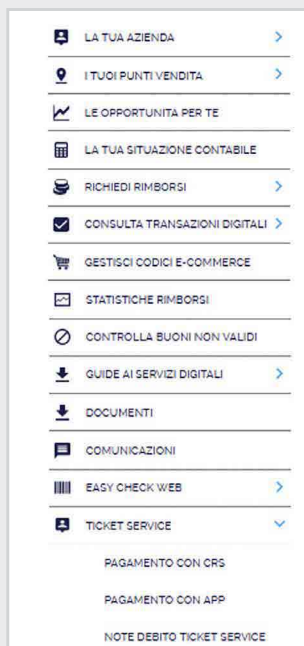 LA TUA AZIENDA
I TUOI PUNTI VENDITA
LE OPPORTUNITA PER TE
LA TUA SITUAZIONE CONTABILE
RICHIEDI RIMBORSI
CONSULTA TRANSAZIONI DIGITALI
GESTISCI CODICI E-COMMERCE
STATISTICHE RIMBORSI
CONTROLLA BUONI NON VALIDI
GUIDE AI SERVIZI DIGITALI
DOCUMENTI
COMUNICAZIONI
EASY CHECK WEB
TICKET SERVICE
PAGAMENTO CON CRS
PAGAMENTO CON APP
NOTE DEBITO TICKET SERVICE